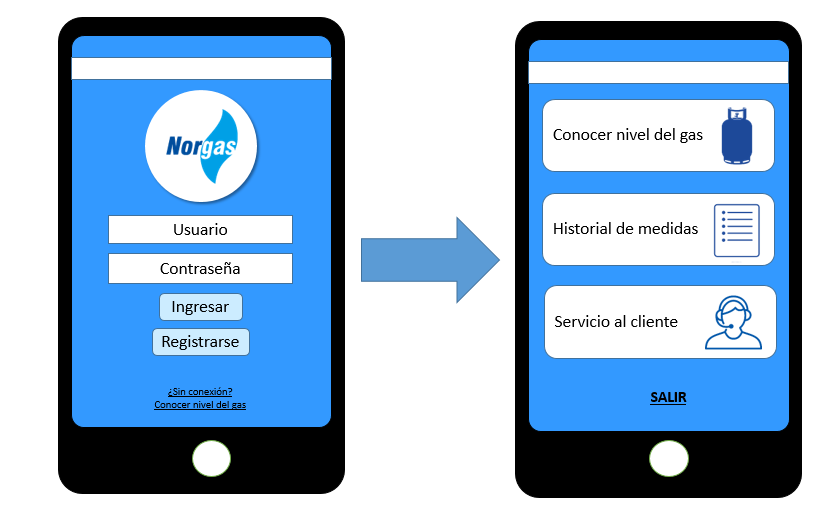 Norgas
Usuario
Contraseña
Ingresar
Registrarse
¿Sin conexión?
Conocer nivel del gas
Conocer nivel del gas
Historial de medidas
Servicio al cliente
SALIR